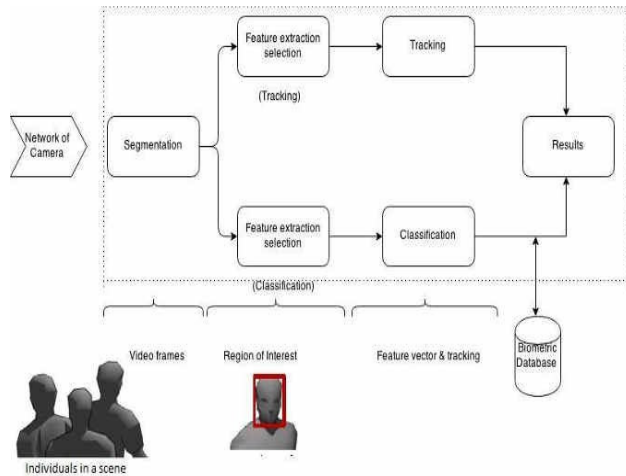 Feature extraction
selection
(Tracking)
Tracking
Network of
Camera
Segmentation
Results
Feature extraction
selection
(Classification)
Classification
Video frames
Region of Interest
Feature vector & tracking
Biometric
Database
Individuals in a scene